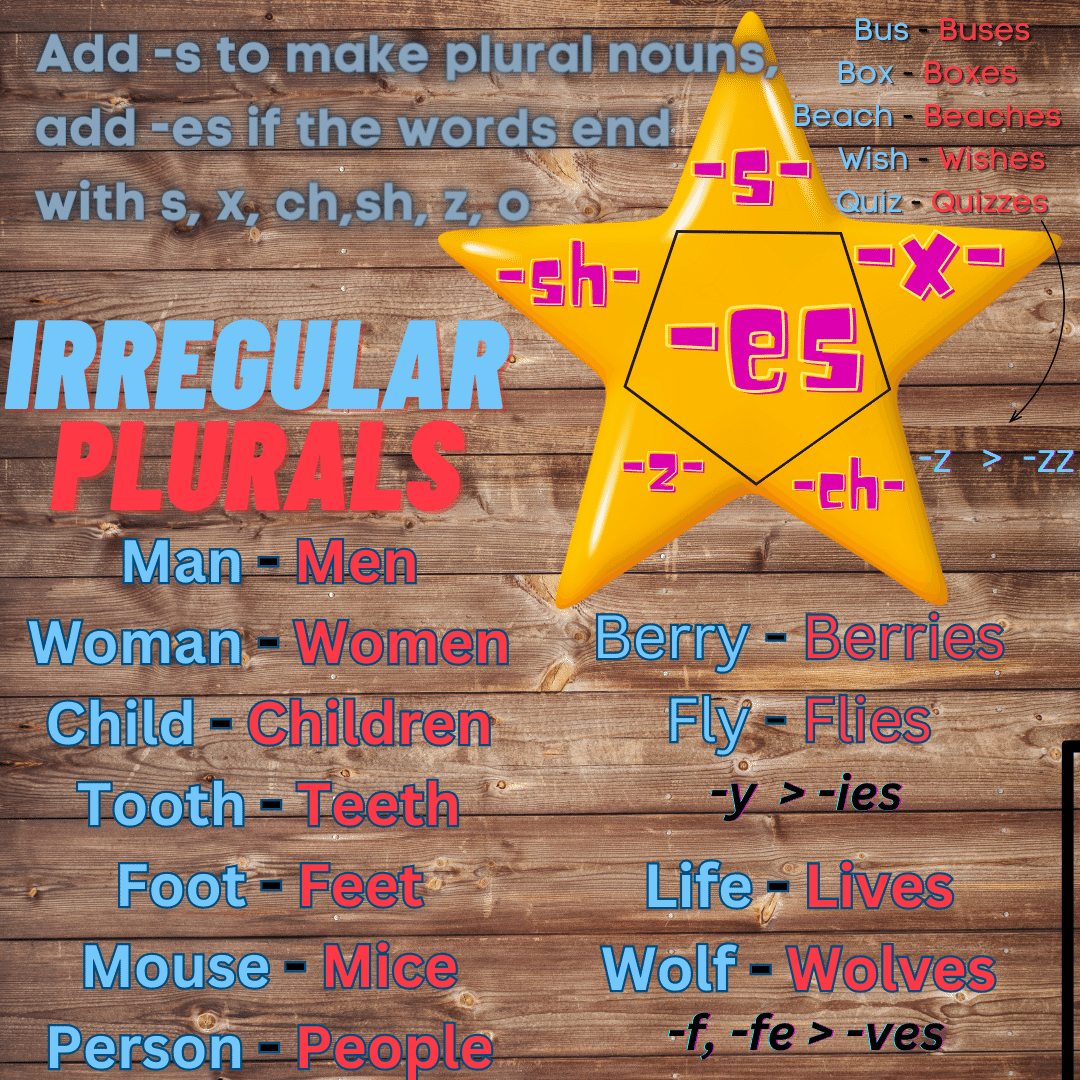 Add -s to make plural nouns,
add -es if the words end
with s, x, ch,sh, z, o
Bus - Buses
Box - Boxes
Beach - Beaches
Wish - Wishes
Quiz - Quizzes
-s-
-sh-
-x-
-es
-z-
-ch-
-z > -zz
IRREGULAR
PLURALS
Man - Men
Woman - Women
Child - Children
Tooth - Teeth
Foot - Feet
Mouse - Mice
Person - People
Berry - Berries
Fly - Flies
-y > -ies
Life - Lives
Wolf - Wolves
-f, -fe > -ves